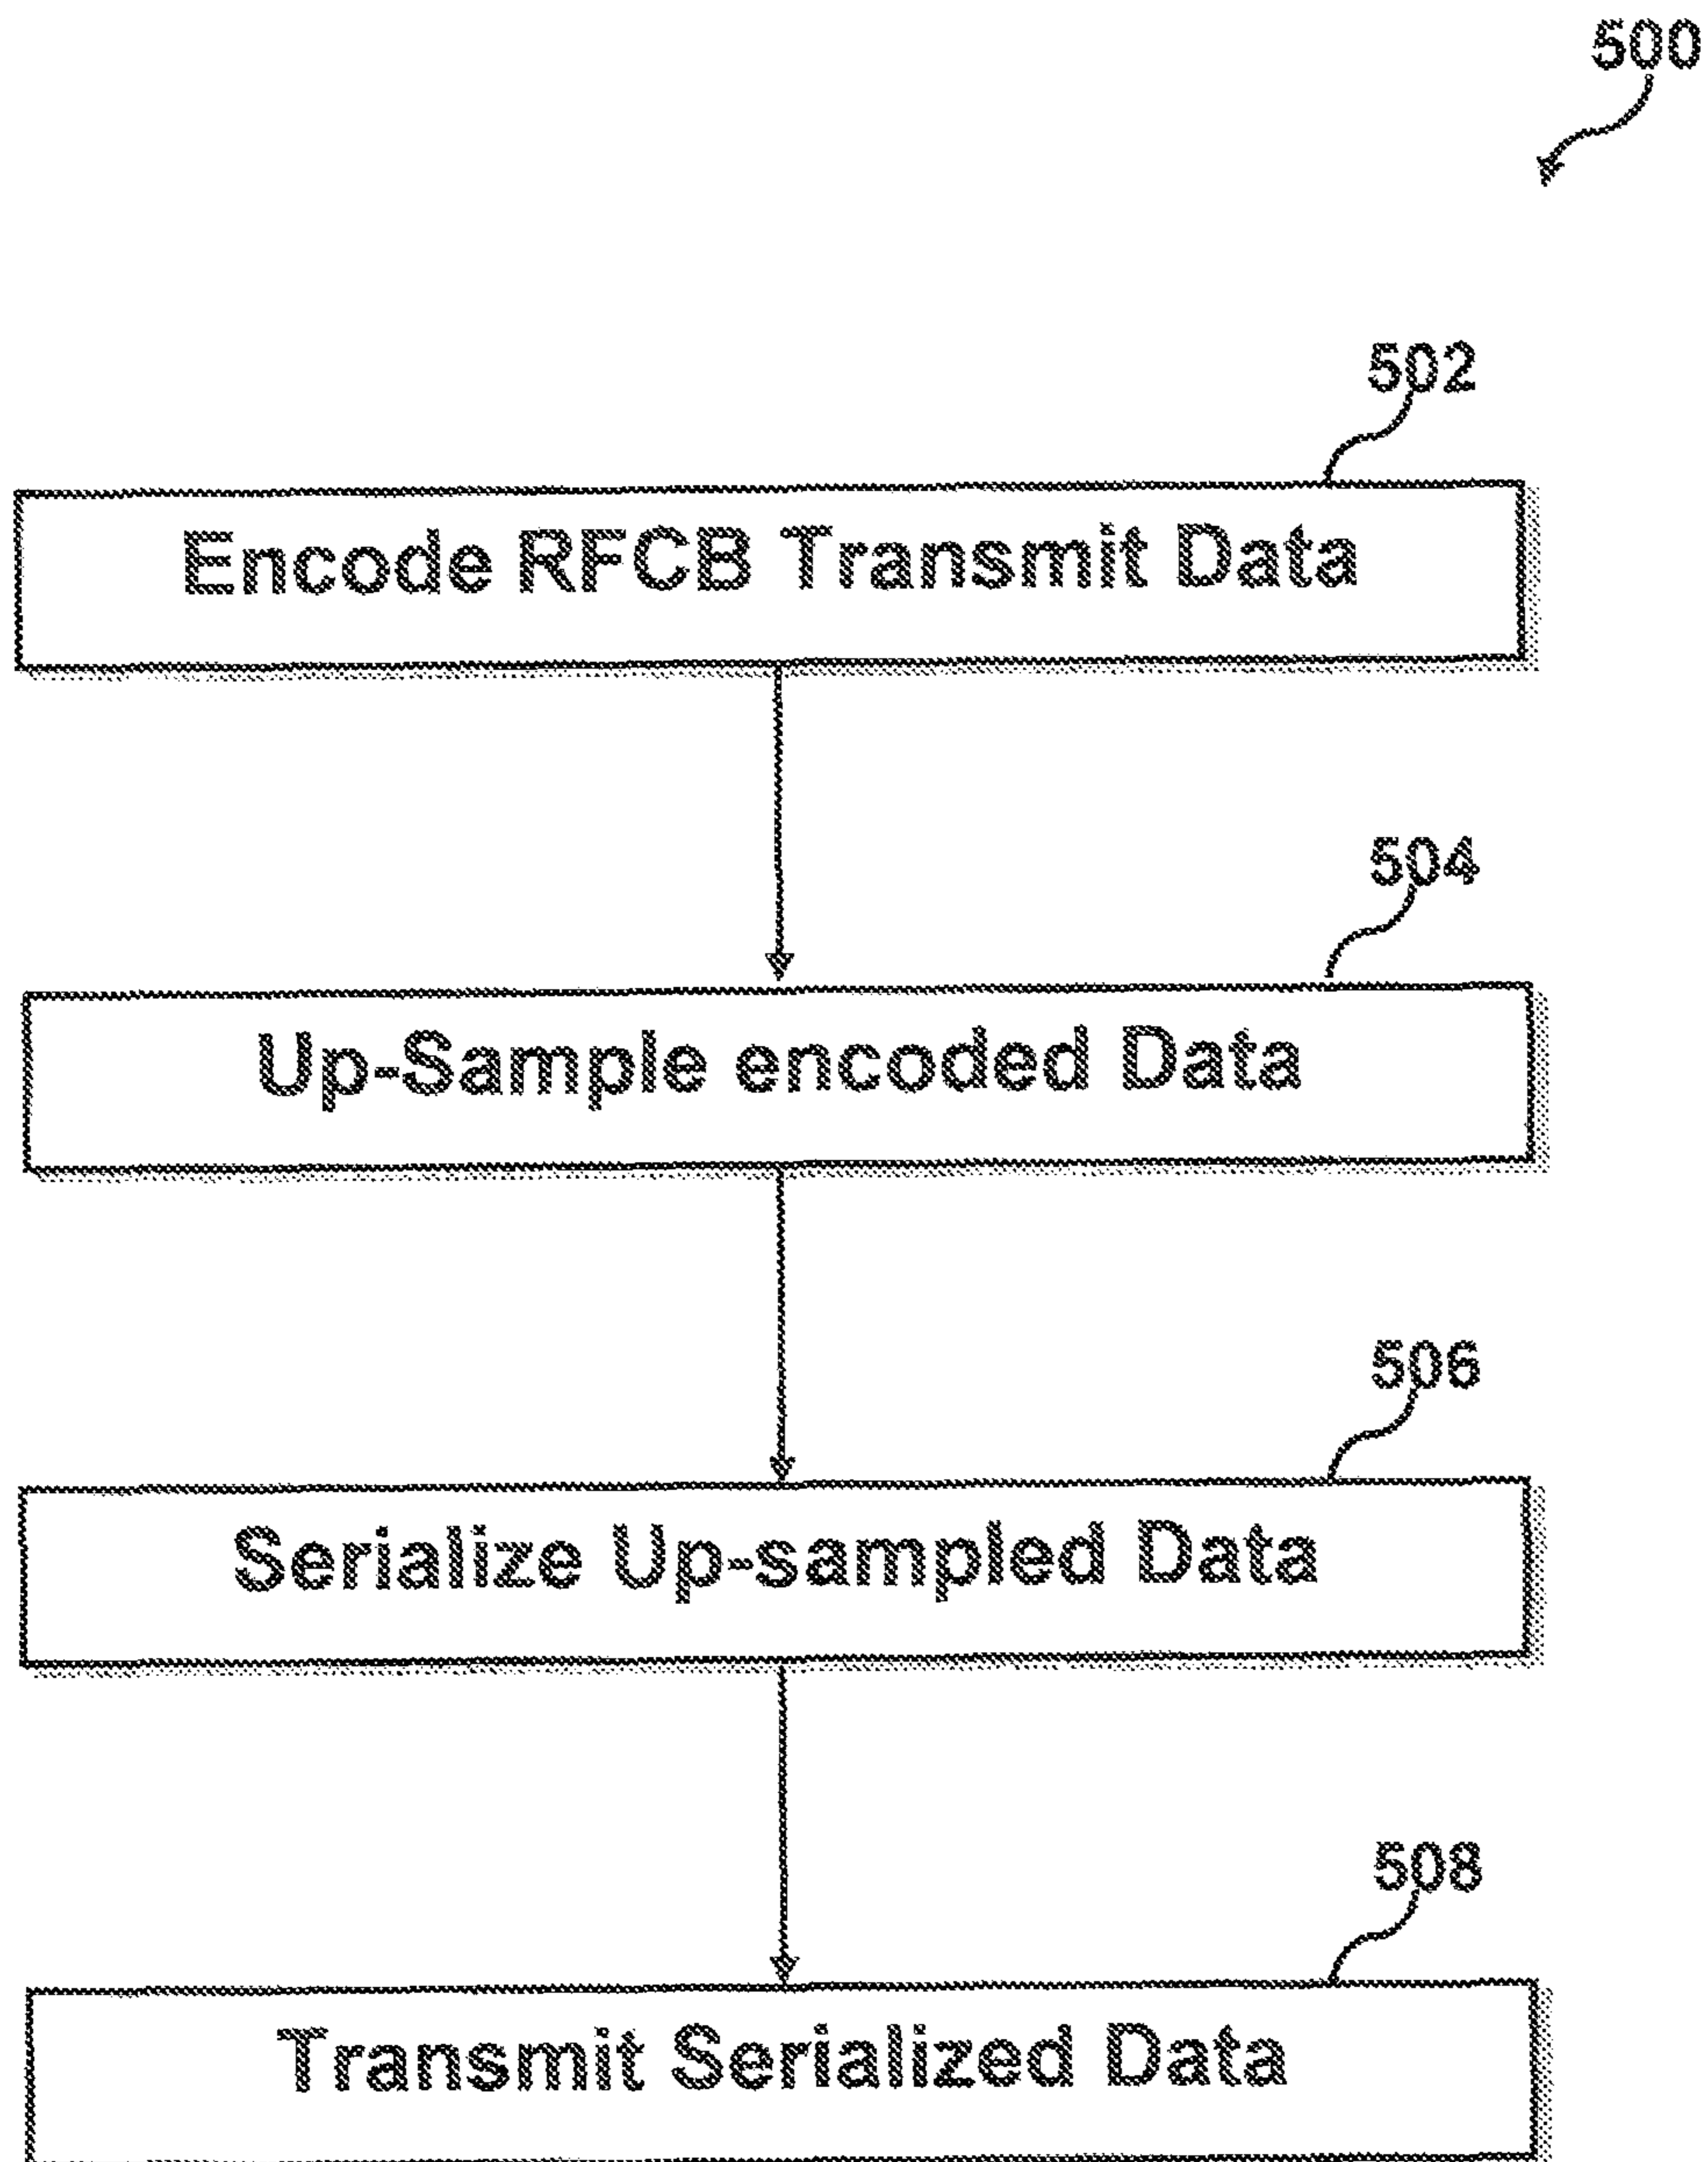 500
502
Encode RFCB Transmit Data
504
Up-Sample encoded Data
506
Serialize Up-sampled Data
508
Transmit Serialized Data